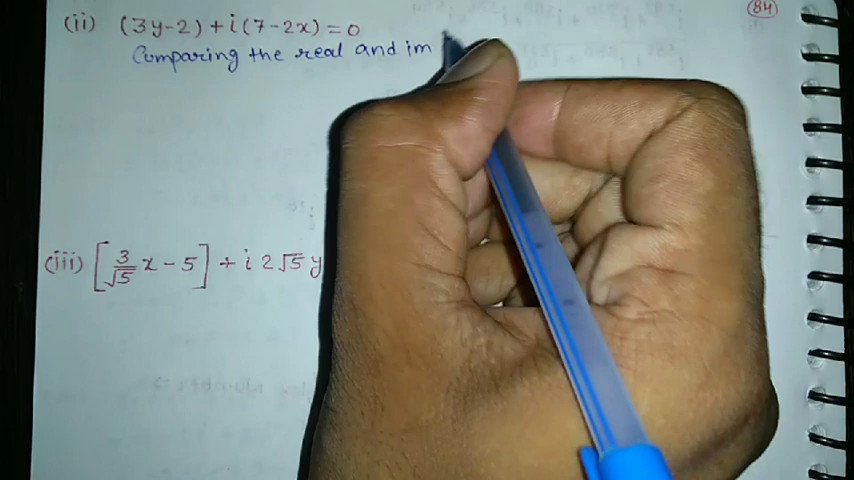 (84)
(ii) (3y-2) + i(7-2x) = 0
Comparing the real and im
(iii) [3/√5 x - 5] + i 2√5 y